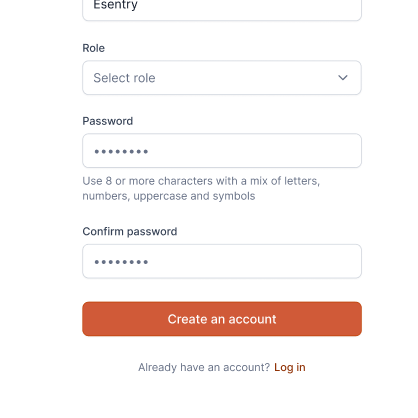 Esentry
Role
Select role
Password
••••••••
Use 8 or more characters with a mix of letters,
numbers, uppercase and symbols
Confirm password
••••••••
Create an account
Already have an account? Log in